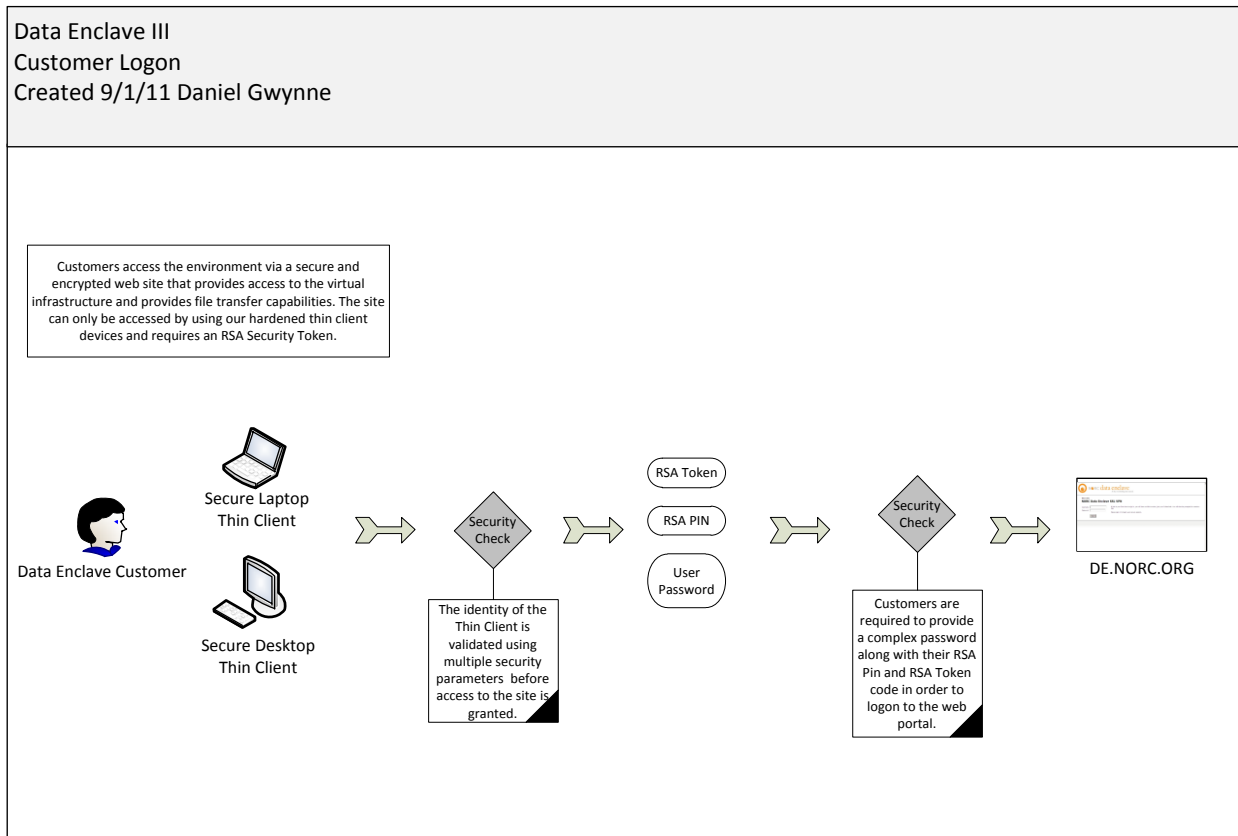 Data Enclave III
Customer Logon
Created 9/1/11 Daniel Gwynne
Customers access the environment via a secure and
encrypted web site that provides access to the virtual
infrastructure and provides file transfer capabilities. The site
can only be accessed by using our hardened thin client
devices and requires an RSA Security Token.
Data Enclave Customer
Secure Laptop
Thin Client
Secure Desktop
Thin Client
Security
Check
The identity of the
Thin Client is
validated using
multiple security
parameters before
access to the site is
granted.
RSA Token
RSA PIN
User
Password
Security
Check
Customers are
required to provide
a complex password
along with their RSA
Pin and RSA Token
code in order to
logon to the web
portal.
data enclave
DE.NORC.ORG